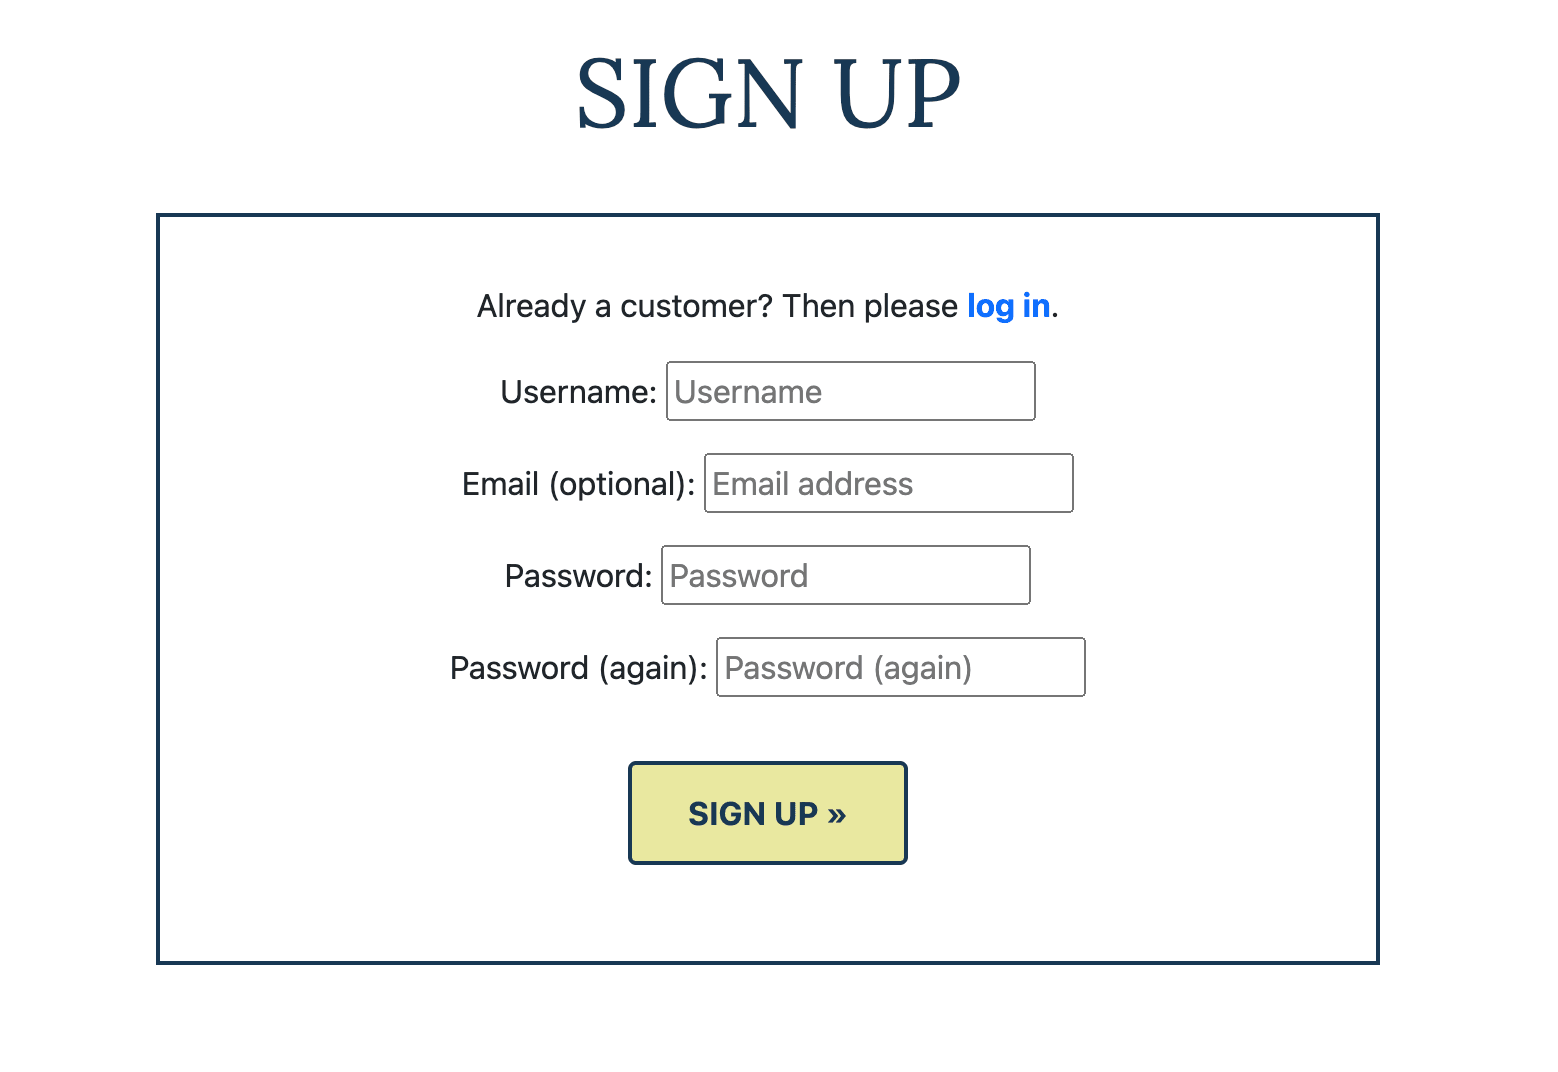 SIGN UP
Already a customer? Then please log in.
Username: Username
Email (optional): Email address
Password: Password
Password (again): Password (again)
SIGN UP »